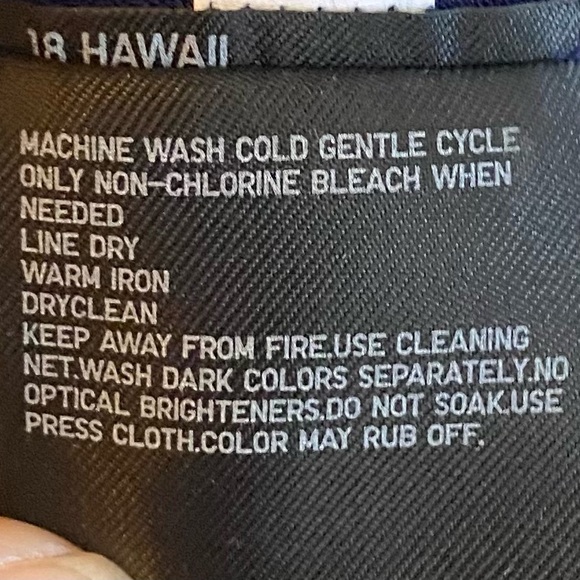 18 HAWAII
MACHINE WASH COLD GENTLE CYCLE
ONLY NON-CHLORINE BLEACH WHEN
NEEDED
LINE DRY
WARM IRON
DRYCLEAN
KEEP AWAY FROM FIRE.USE CLEANING
NET.WASH DARK COLORS SEPARATELY.NO
OPTICAL BRIGHTENERS.DO NOT SOAK.USE
PRESS CLOTH.COLOR MAY RUB OFF.